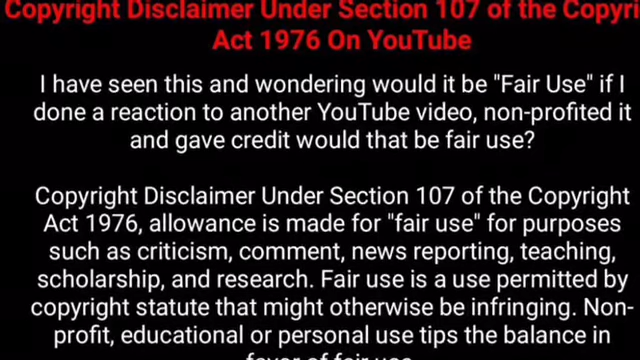 Copyright Disclaimer Under Section 107 of the Copyri
Act 1976 On YouTube
I have seen this and wondering would it be "Fair Use" if I
done a reaction to another YouTube video, non-profited it
and gave credit would that be fair use?
Copyright Disclaimer Under Section 107 of the Copyright
Act 1976, allowance is made for "fair use" for purposes
such as criticism, comment, news reporting, teaching,
scholarship, and research. Fair use is a use permitted by
copyright statute that might otherwise be infringing. Non-
profit, educational or personal use tips the balance in
favor of fair use